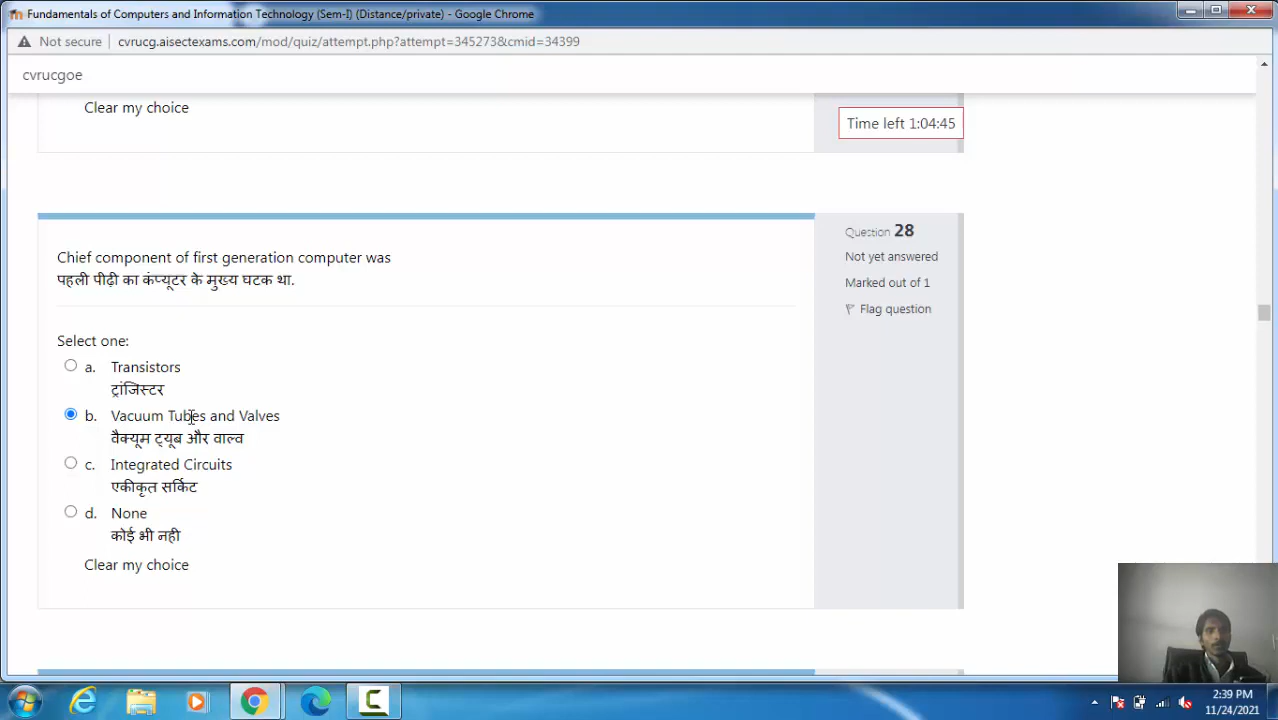 Fundamentals of Computers and Information Technology (Sem-I) (Distance/private) - Google Chrome
Not secure | cvrucg.aisectexams.com/mod/quiz/attempt.php?attempt=345273&cmid=34399
cvrucgoe
Clear my choice
Time left 1:04:45
Chief component of first generation computer was
पहली पीढ़ी का कंप्यूटर के मुख्य घटक था.
Question 28
Not yet answered
Marked out of 1
Flag question
Select one:
a. Transistors
ट्रांजिस्टर
b. Vacuum Tubes and Valves
वैक्यूम ट्यूब और वाल्व
c. Integrated Circuits
एकीकृत सर्किट
d. None
कोई भी नही
Clear my choice
2:39 PM
11/24/2021